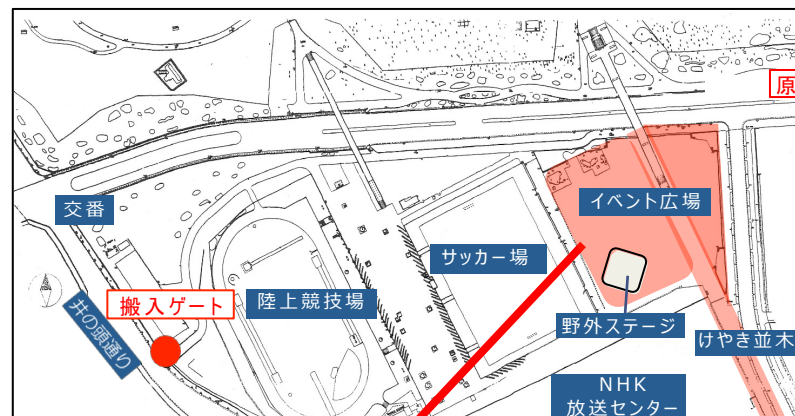 原
交番
イベント広場
サッカー場
搬入ゲート
陸上競技場
井の頭通り
野外ステージ
けやき並木
NHK
放送センター